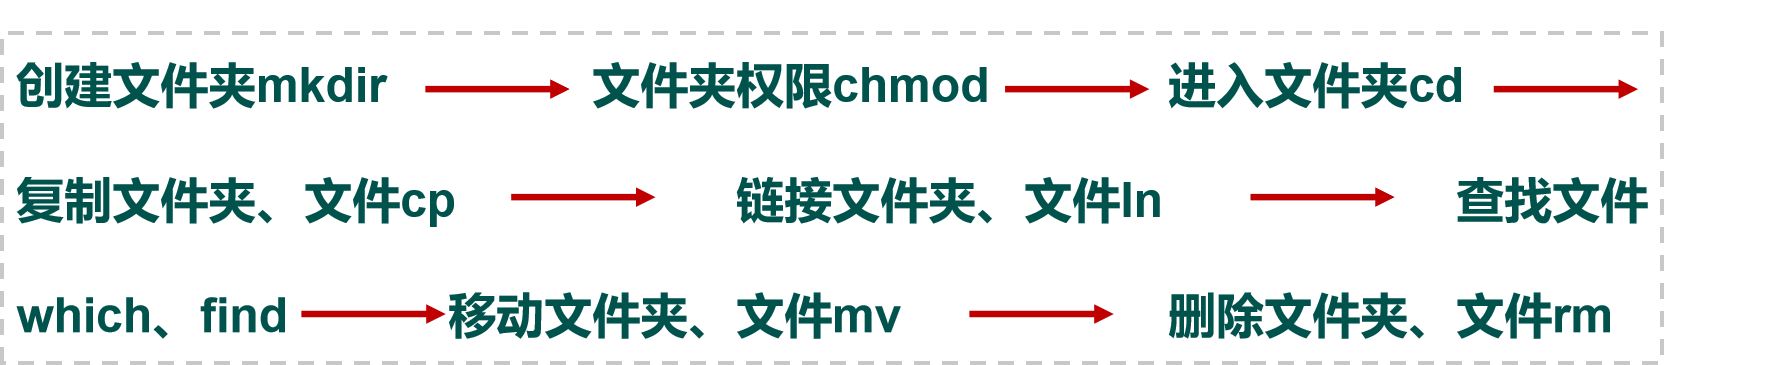 创建文件夹mkdir 文件夹权限chmod 进入文件夹cd
复制文件夹、文件cp 链接文件夹、文件ln 查找文件
which、find 移动文件夹、文件mv 删除文件夹、文件rm